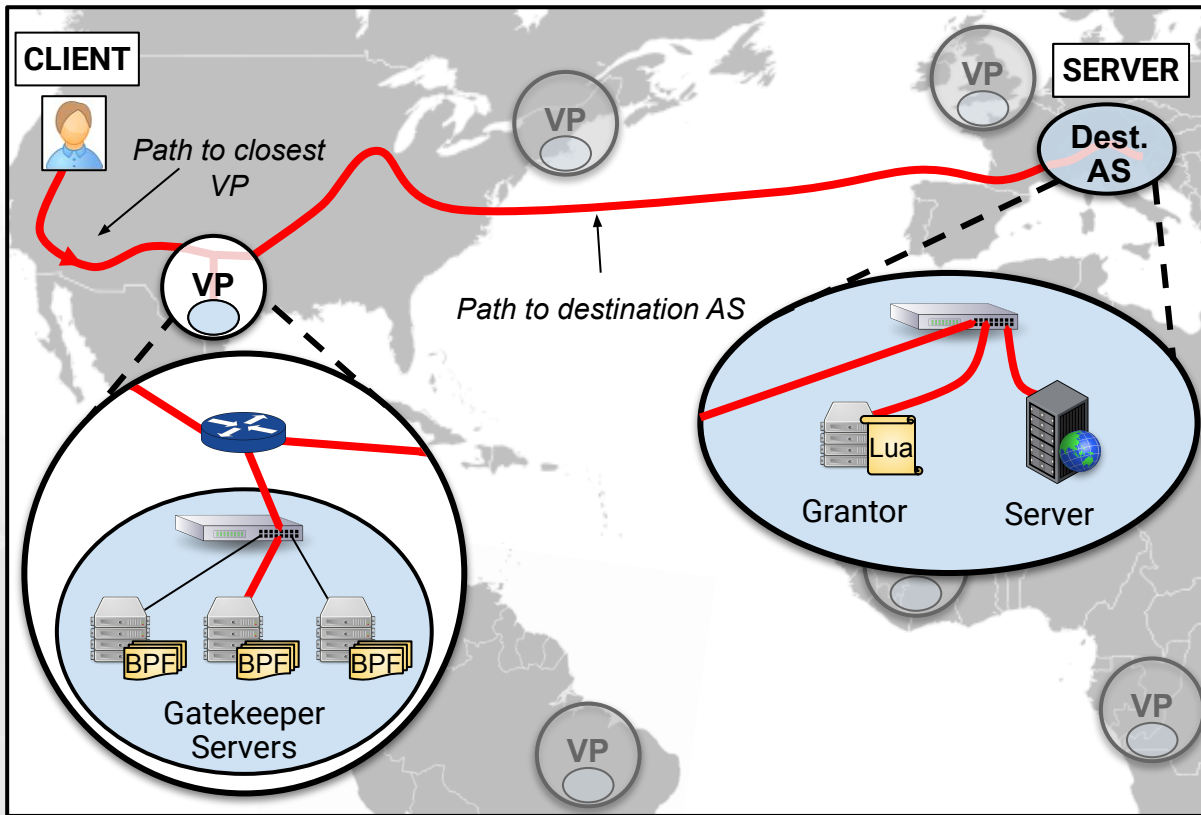 CLIENT
SERVER
VP
VP
Dest.
AS
Path to closest
VP
VP
Path to destination AS
Lua
Grantor
Server
BPF
BPF
BPF
Gatekeeper
Servers
VP
VP